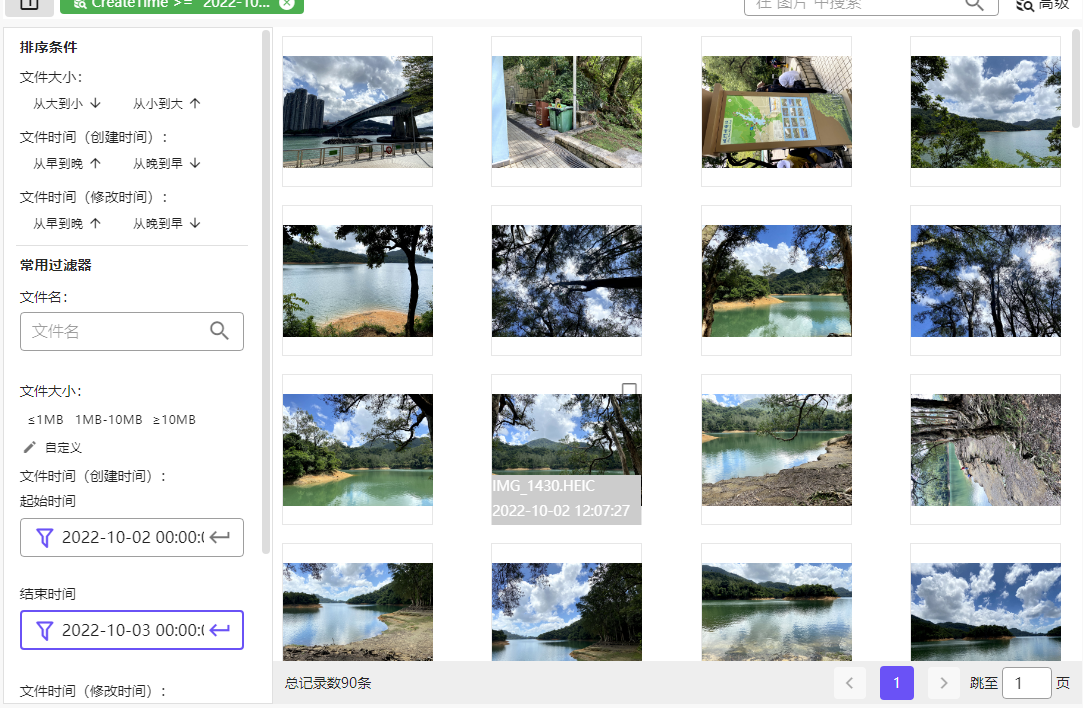 CreateTime >= "2022-10...
在"图片"中搜索
高级
排序条件
文件大小：
从大到小 ↓ 从小到大 ↑
文件时间（创建时间）：
从早到晚 ↑ 从晚到早 ↓
文件时间（修改时间）：
从早到晚 ↑ 从晚到早 ↓
常用过滤器
文件名：
文件名
文件大小：
≤1MB 1MB-10MB ≥10MB
自定义
文件时间（创建时间）：
起始时间
2022-10-02 00:00:(
结束时间
2022-10-03 00:00:(
文件时间（修改时间）：
IMG_1430.HEIC
2022-10-02 12:07:27
总记录数90条
1
跳至 1 页